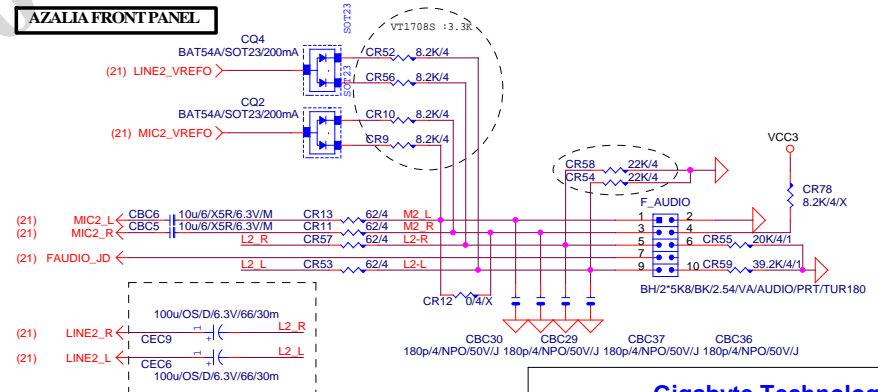 AZALIA FRONT PANEL
SOT23
VT1708S :3.3K
CQ4
BAT54A/SOT23/200mA
CR52 8.2K/4
(21) LINE2_VREFO
CR56 8.2K/4
SOT23
CQ2
BAT54A/SOT23/200mA
CR10 8.2K/4
(21) MIC2_VREFO
CR9 8.2K/4
VCC3
CR58 22K/4
CR54 22K/4
CR78
8.2K/4/X
F_AUDIO
(21) MIC2_L CBC6 10u/6/X5R/6.3V/M CR13 62/4 M2_L 1 2
(21) MIC2_R CBC5 10u/6/X5R/6.3V/M CR11 62/4 M2_R 3 4
L2_R CR57 62/4 L2-R 5 6 CR55 20K/4/1
(21) FAUDIO_JD 7
L2_L CR53 62/4 L2-L 9 10 CR59 39.2K/4/1
BH/2*5K8/BK/2.54/VA/AUDIO/PRT/TUR180
CR12 0/4/X
100u/OS/D/6.3V/66/30m
(21) LINE2_R 1 + L2_R
CEC9
(21) LINE2_L 1 + L2_L
CEC6
100u/OS/D/6.3V/66/30m
CBC30 CBC29 CBC37 CBC36
180p/4/NPO/50V/J 180p/4/NPO/50V/J 180p/4/NPO/50V/J 180p/4/NPO/50V/J